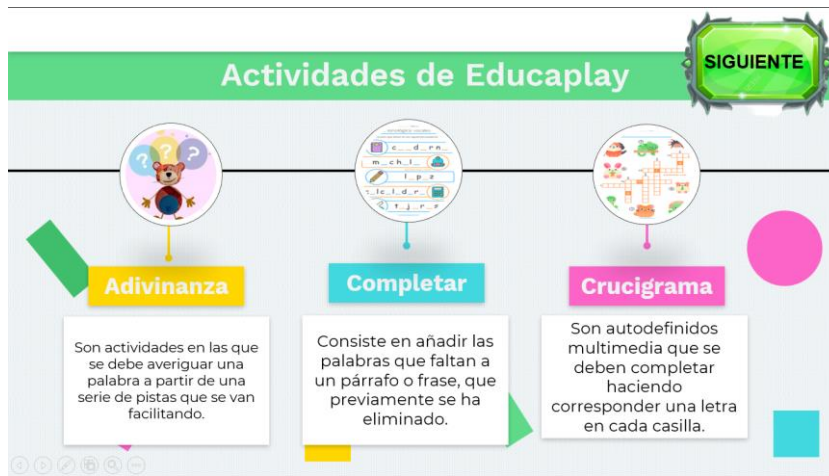 SIGUIENTE
Actividades de Educaplay
? ? ?
c _ _ d _ r n _
m _ c h _ l _
l _ p _ z
_ l c _ l _ d _ r _
t _ j _ r _ s
Adivinanza
Completar
Crucigrama
Son actividades en las que
se debe averiguar una
palabra a partir de una
serie de pistas que se van
facilitando.
Consiste en añadir las
palabras que faltan a
un párrafo o frase, que
previamente se ha
eliminado.
Son autodefinidos
multimedia que se
deben completar
haciendo
corresponder una letra
en cada casilla.